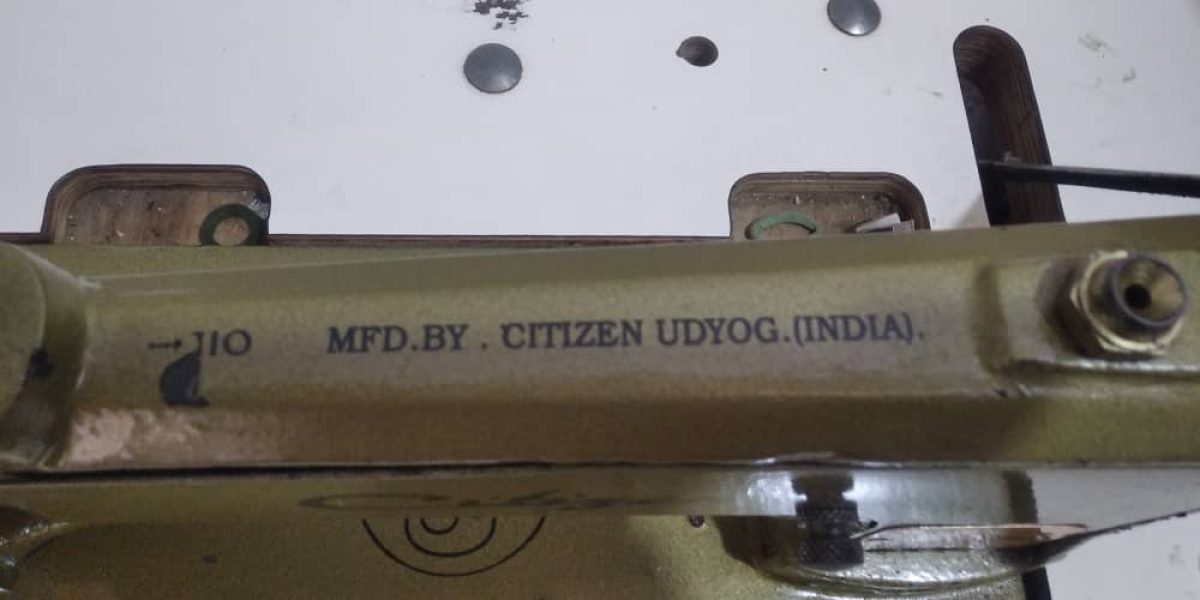 →110 MFD.BY . CITIZEN UDYOG.(INDIA).